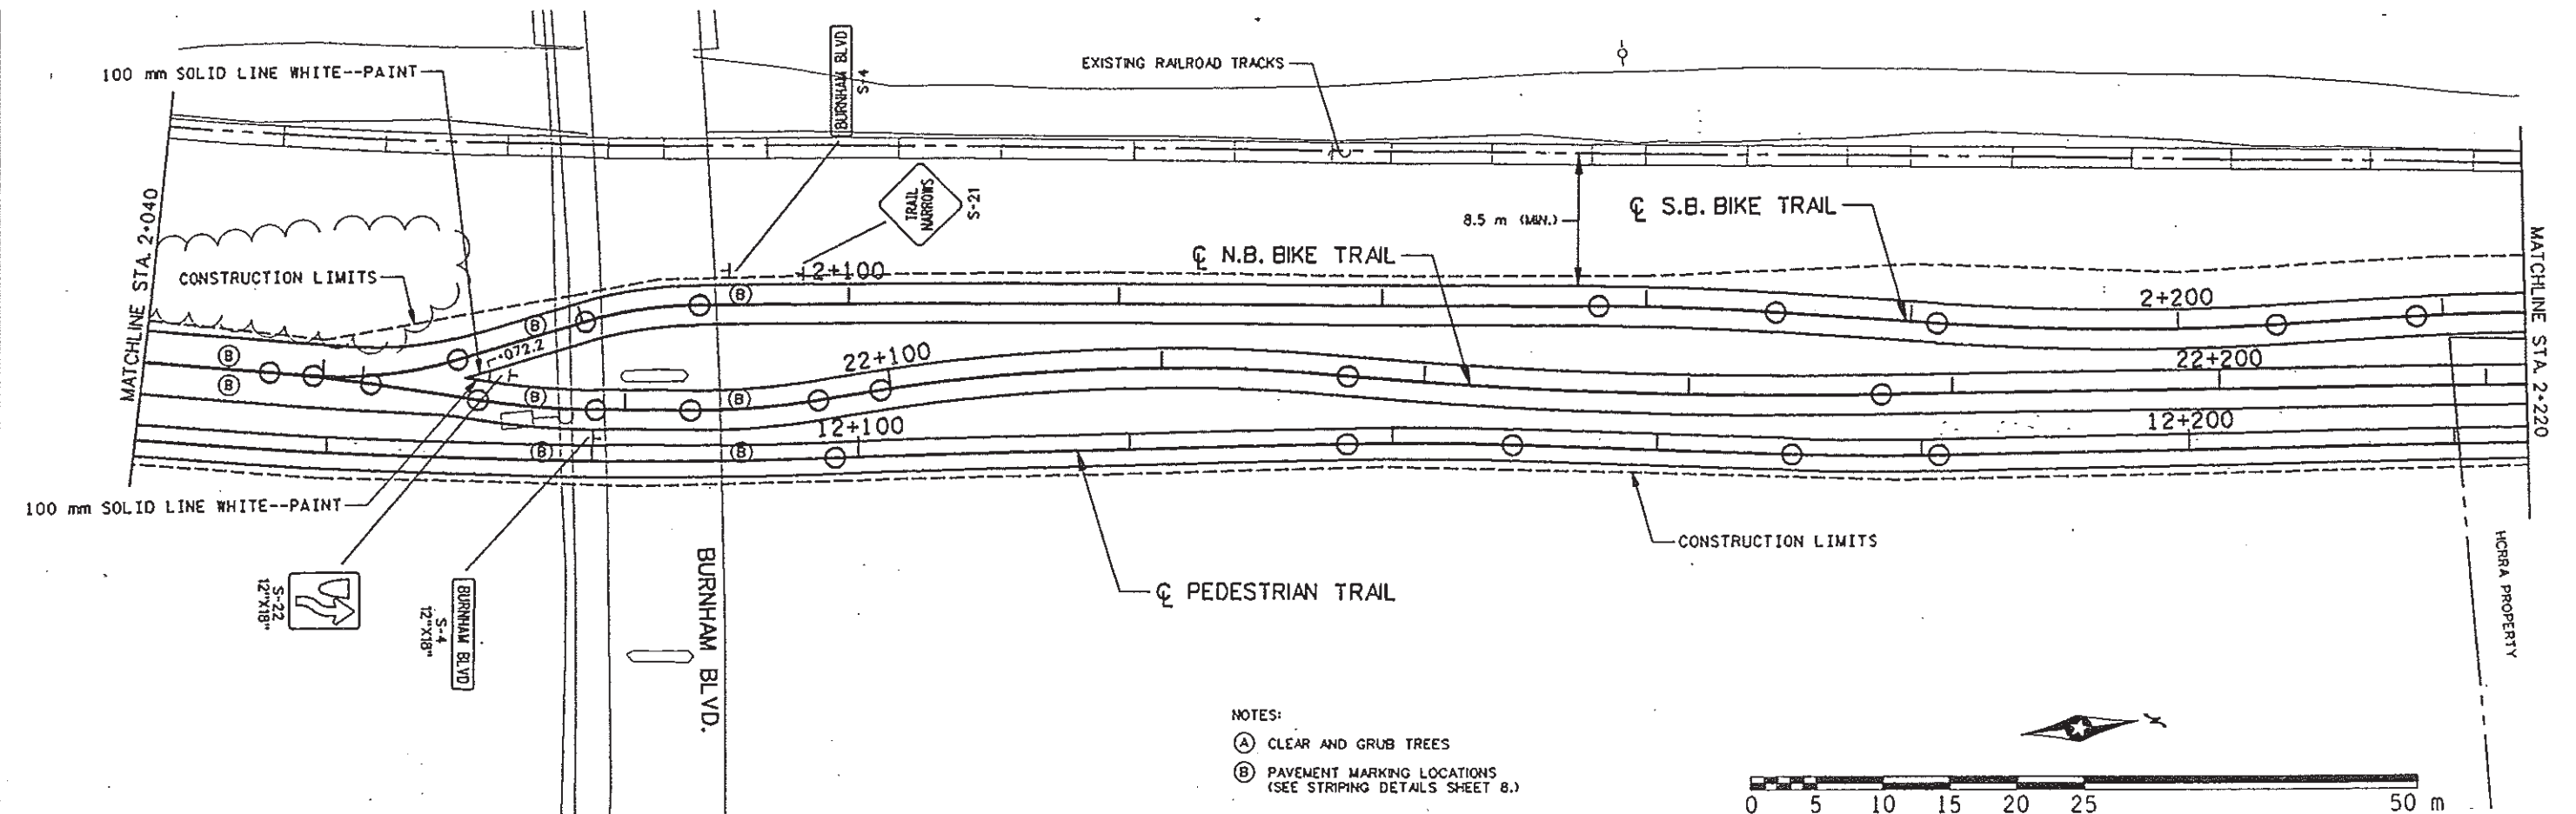 100 mm SOLID LINE WHITE--PAINT
BURNHAM BLVD
S-4
EXISTING RAILROAD TRACKS
TRAIL
NARROWS
S-21
MATCHLINE STA. 2+040
CONSTRUCTION LIMITS
8.5 m (MIN.)
℄ S.B. BIKE TRAIL
℄ N.B. BIKE TRAIL
MATCHLINE STA. 2+220
2+100
2+200
B
B
+072.2
22+100
22+200
B
B
B
B
12+100
12+200
B
B
100 mm SOLID LINE WHITE--PAINT
S-22
12"X18"
BURNHAM BLVD
S-4
12"X18"
BURNHAM BLVD.
℄ PEDESTRIAN TRAIL
CONSTRUCTION LIMITS
HCRRA PROPERTY
NOTES:
A CLEAR AND GRUB TREES
B PAVEMENT MARKING LOCATIONS
(SEE STRIPING DETAILS SHEET 8.)
0 5 10 15 20 25 50 m